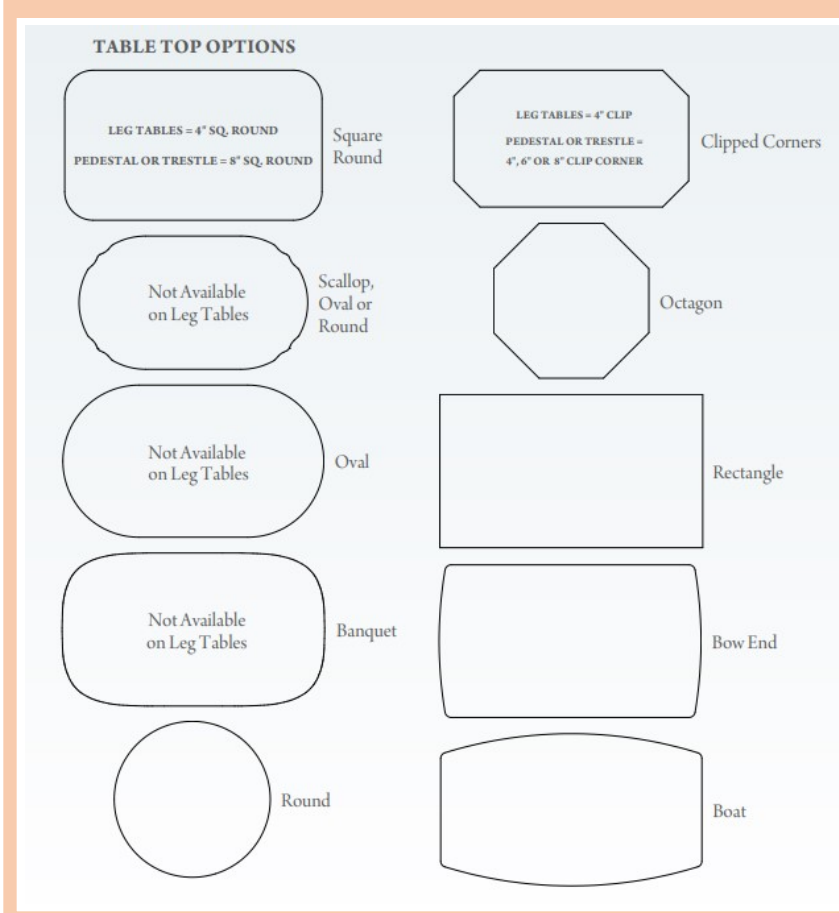 TABLE TOP OPTIONS
LEG TABLES = 4" SQ. ROUND
PEDESTAL OR TRESTLE = 8" SQ. ROUND
Square
Round
Not Available
on Leg Tables
Scallop,
Oval or
Round
Not Available
on Leg Tables
Oval
Not Available
on Leg Tables
Banquet
Round
LEG TABLES = 4" CLIP
PEDESTAL OR TRESTLE =
4", 6" OR 8" CLIP CORNER
Clipped Corners
Octagon
Rectangle
Bow End
Boat